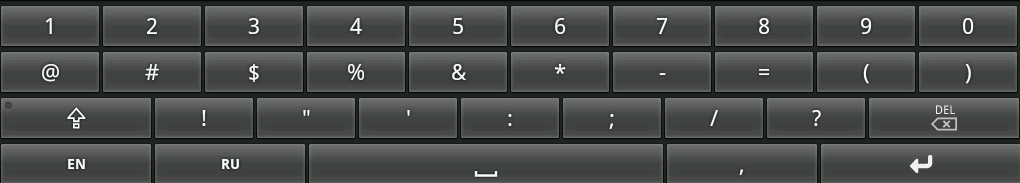 1 2 3 4 5 6 7 8 9 0
@ # $ % & * - = ( )
! " ' : ; / ? DEL
EN RU ,